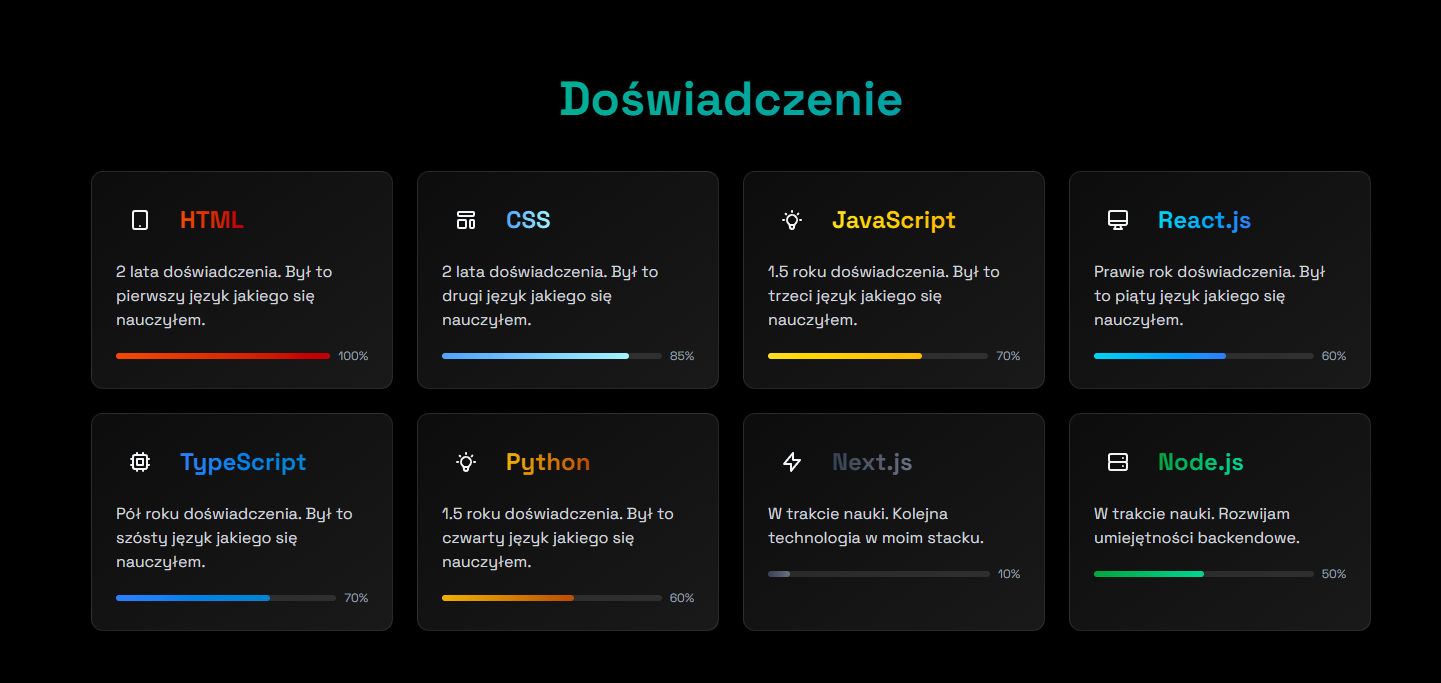 Doświadczenie
HTML
2 lata doświadczenia. Był to
pierwszy język jakiego się
nauczyłem.
100%
CSS
2 lata doświadczenia. Był to
drugi język jakiego się
nauczyłem.
85%
JavaScript
1.5 roku doświadczenia. Był to
trzeci język jakiego się
nauczyłem.
70%
React.js
Prawie rok doświadczenia. Był
to piąty język jakiego się
nauczyłem.
60%
TypeScript
Pół roku doświadczenia. Był to
szósty język jakiego się
nauczyłem.
70%
Python
1.5 roku doświadczenia. Był to
czwarty język jakiego się
nauczyłem.
60%
Next.js
W trakcie nauki. Kolejna
technologia w moim stacku.
10%
Node.js
W trakcie nauki. Rozwijam
umiejętności backendowe.
50%